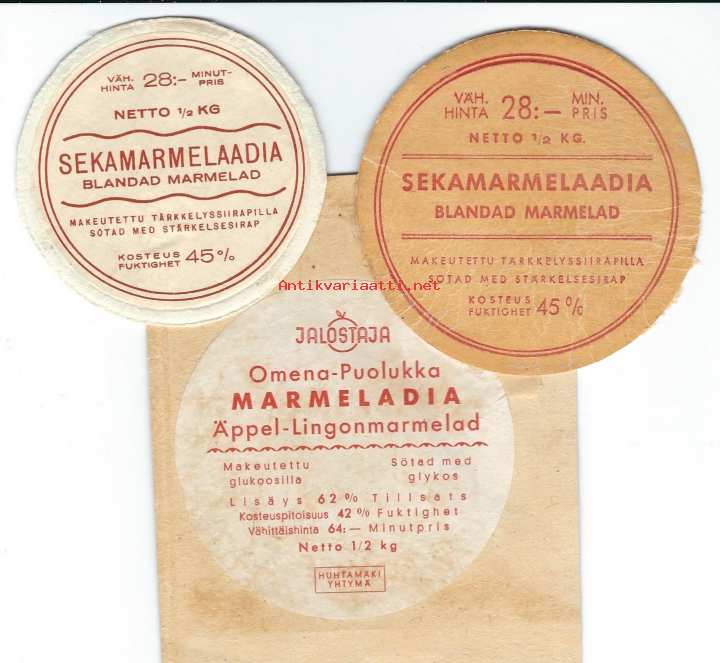 VÄH. HINTA 28:– MINUT- PRIS
NETTO ½ KG
SEKAMARMELAADIA
BLANDAD MARMELAD
MAKEUTETTU TÄRKKELYSSIIRAPILLA
SÖTAD MED STÄRKELSESIRAP
KOSTEUS FUKTIGHET 45%
VÄH. HINTA 28:– MIN. PRIS
NETTO ½ KG.
SEKAMARMELAADIA
BLANDAD MARMELAD
MAKEUTETTU TÄRKKELYSSIIRAPILLA
SÖTAD MED STÄRKELSESIRAP
KOSTEUS FUKTIGHET 45%
Antikvariaatti.net
JALOSTAJA
Omena-Puolukka
MARMELADIA
Äppel-Lingonmarmelad
Makeutettu glukoosilla
Sötad med glykos
Lisäys 62% Tillsats
Kosteuspitoisuus 42% Fuktighet
Vähittäishinta 64:— Minutpris
Netto 1/2 kg
HUHTAMÄKI
YHTYMÄ